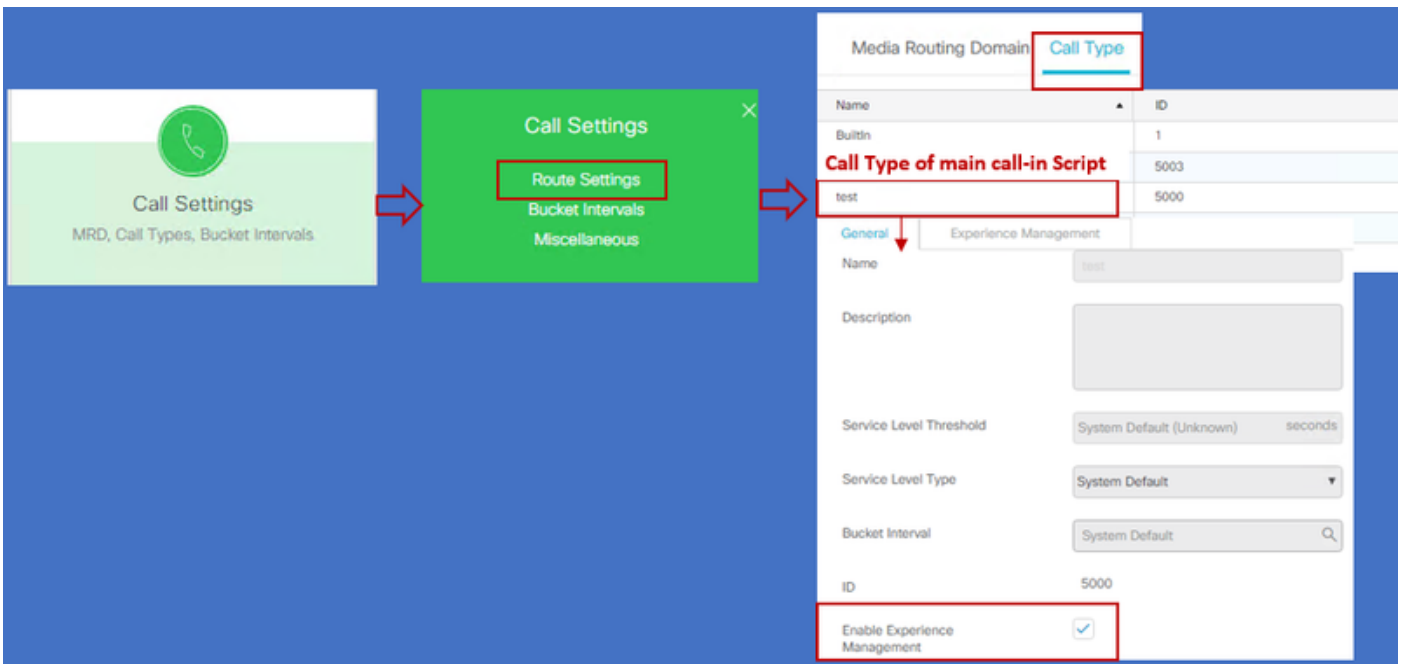 Call Settings
MRD, Call Types, Bucket Intervals
Call Settings
Route Settings
Bucket Intervals
Miscellaneous
Media Routing Domain Call Type
Name ID
BuiltIn 1
Call Type of main call-in Script 5003
test 5000
General Experience Management
Name test
Description
Service Level Threshold System Default (Unknown) seconds
Service Level Type System Default
Bucket Interval System Default
ID 5000
Enable Experience
Management